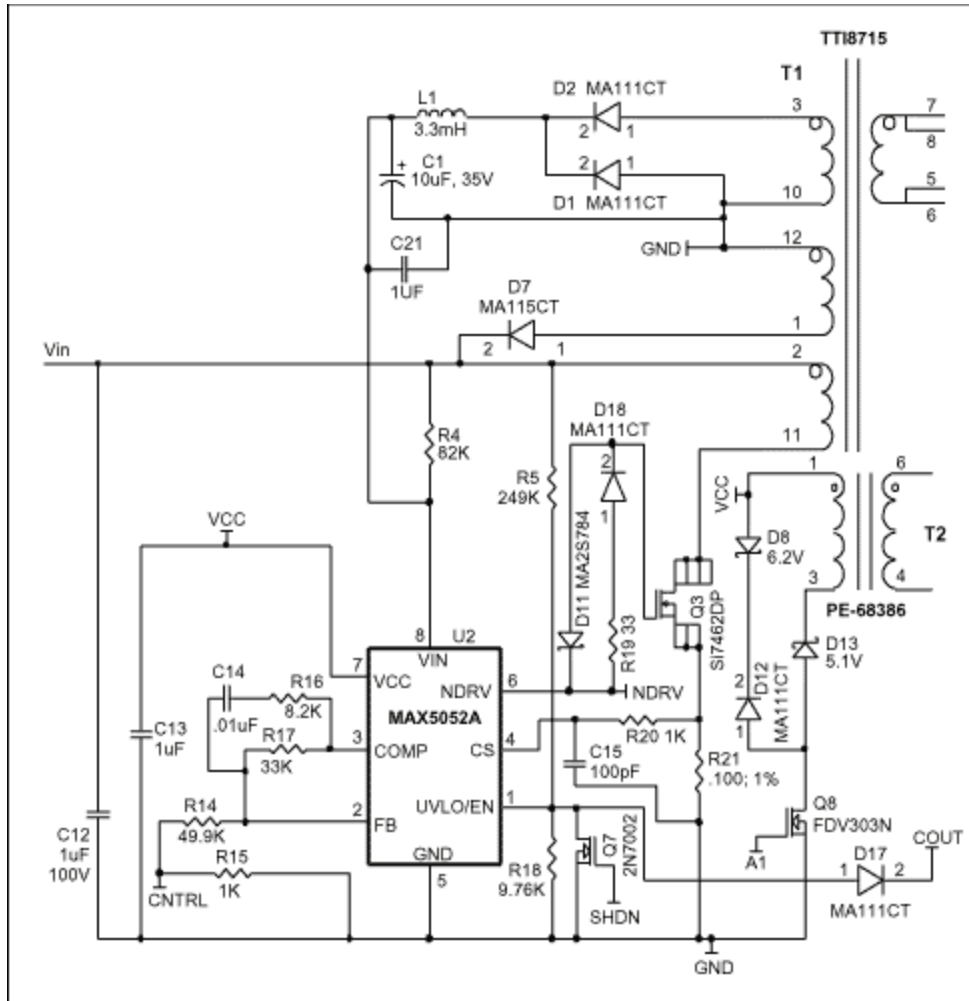 TTI8715
T1
D2 MA111CT
3
7
L1
3.3mH
2
1
8
C1
+
10uF, 35V
2
1
5
10
D1 MA111CT
6
C21
GND
12
1UF
D7
MA115CT
1
Vin
2
1
2
D18
MA111CT
R4
82K
11
2
1
6
R5
249K
VCC
VCC
1
D8
6.2V
T2
D11 MA2S784
3
4
Q3
SI7462DP
PE-68386
R19 33
8
U2
D13
5.1V
VIN
7
VCC
D12
MA111CT
2
C14
R16
NDRV
6
NDRV
.01uF
8.2K
MAX5052A
1
C13
1uF
R17
33K
3
COMP
CS
4
R20 1K
C15
100pF
R21
.100; 1%
R14
49.9K
UVLO/EN
1
Q8
FDV303N
2
FB
C12
1uF
100V
R15
1K
GND
R18
9.76K
Q7
2N7002
A1
D17
COUT
5
1
2
CNTRL
SHDN
MA111CT
GND